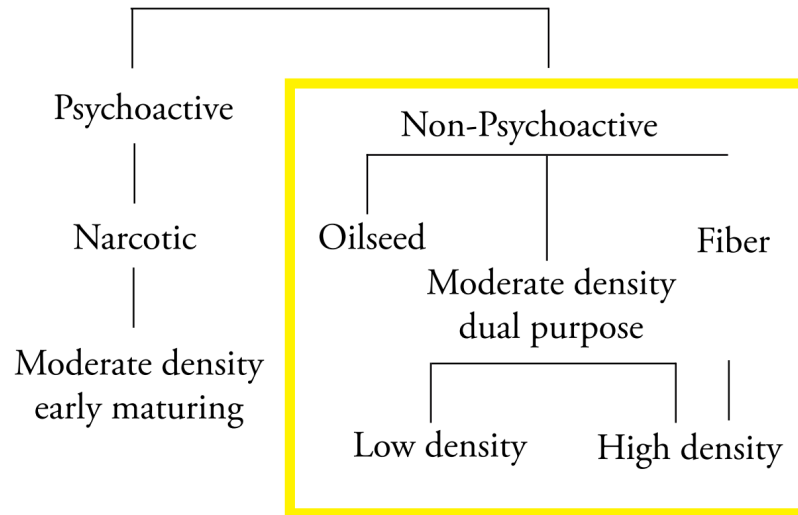 Psychoactive
Non-Psychoactive
Narcotic
Oilseed
Fiber
Moderate density
dual purpose
Moderate density
early maturing
Low density
High density